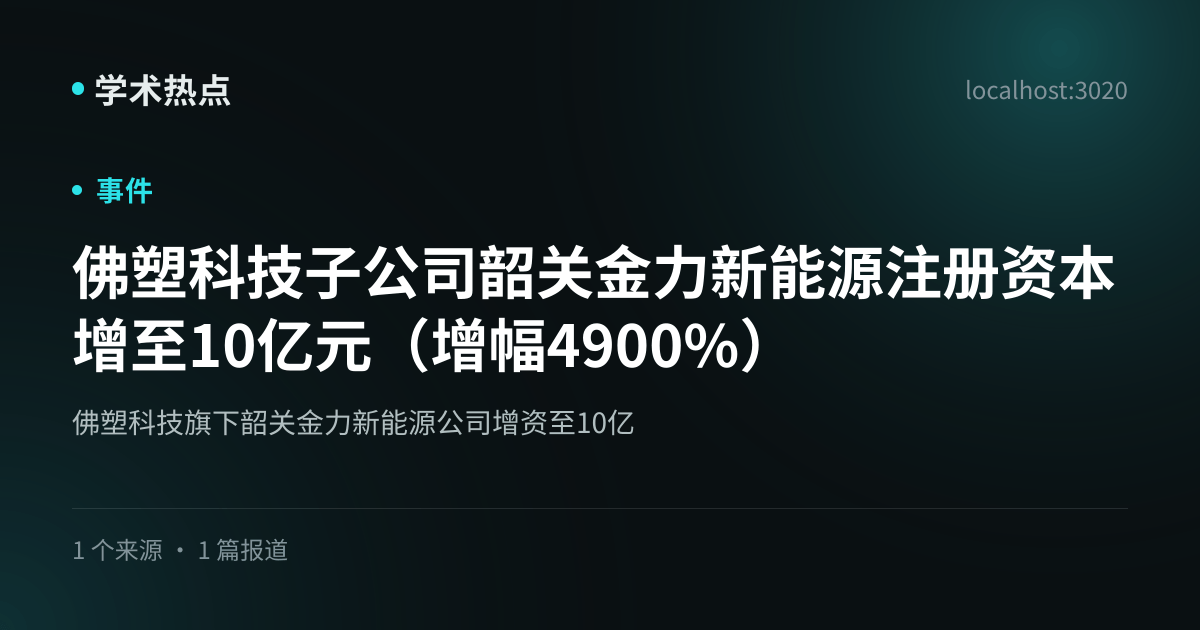 学术热点
localhost:3020
事件
佛塑科技子公司韶关金力新能源注册资本
增至10亿元（增幅4900%）
佛塑科技旗下韶关金力新能源公司增资至10亿
1 个来源 · 1 篇报道